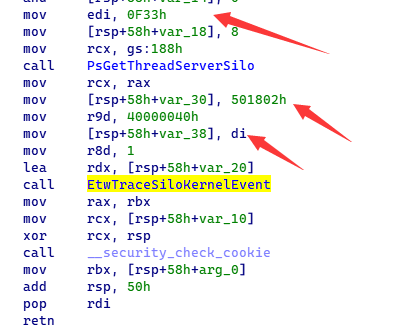 and [rsp+58h+var_14], 0
mov edi, 0F33h
mov [rsp+58h+var_18], 8
mov rcx, gs:188h
call PsGetThreadServerSilo
mov rcx, rax
mov [rsp+58h+var_30], 501802h
mov r9d, 40000040h
mov [rsp+58h+var_38], di
mov r8d, 1
lea rdx, [rsp+58h+var_20]
call EtwTraceSiloKernelEvent
mov rax, rbx
mov rcx, [rsp+58h+var_10]
xor rcx, rsp
call __security_check_cookie
mov rbx, [rsp+58h+arg_0]
add rsp, 50h
pop rdi
retn